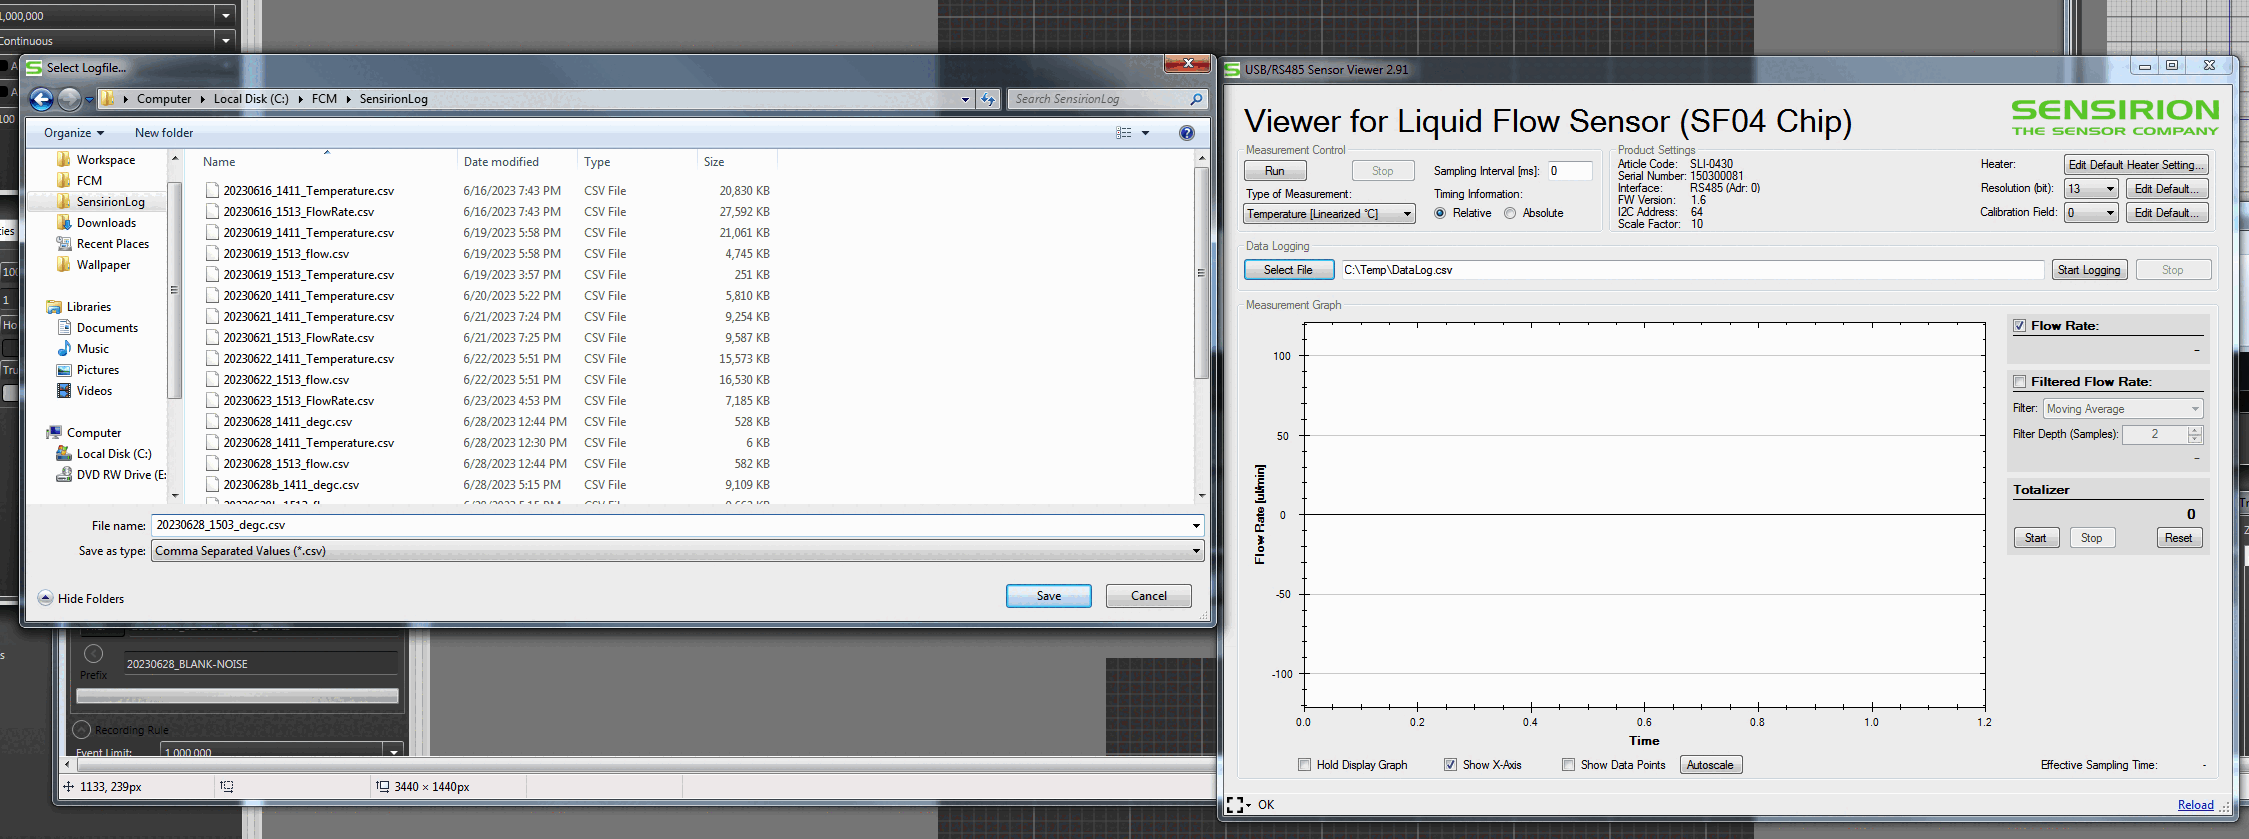 1,000,000
Continuous
Select Logfile...
Computer
Local Disk (C:)
FCM
SensirionLog
Search SensirionLog
Organize
New folder
Workspace
FCM
SensirionLog
Downloads
Recent Places
Wallpaper
Libraries
Documents
Music
Pictures
Videos
Computer
Local Disk (C:)
DVD RW Drive (E:
Name Date modified Type Size
20230616_1411_Temperature.csv 6/16/2023 7:43 PM CSV File 20,830 KB
20230616_1513_FlowRate.csv 6/16/2023 7:43 PM CSV File 27,592 KB
20230619_1411_Temperature.csv 6/19/2023 5:58 PM CSV File 21,061 KB
20230619_1513_flow.csv 6/19/2023 5:58 PM CSV File 4,745 KB
20230619_1513_Temperature.csv 6/19/2023 3:57 PM CSV File 251 KB
20230620_1411_Temperature.csv 6/20/2023 5:22 PM CSV File 5,810 KB
20230621_1411_Temperature.csv 6/21/2023 7:24 PM CSV File 9,254 KB
20230621_1513_FlowRate.csv 6/21/2023 7:25 PM CSV File 9,587 KB
20230622_1411_Temperature.csv 6/22/2023 5:51 PM CSV File 15,573 KB
20230622_1513_flow.csv 6/22/2023 5:51 PM CSV File 16,530 KB
20230623_1513_FlowRate.csv 6/23/2023 4:53 PM CSV File 7,185 KB
20230628_1411_degc.csv 6/28/2023 12:44 PM CSV File 528 KB
20230628_1411_Temperature.csv 6/28/2023 12:30 PM CSV File 6 KB
20230628_1513_flow.csv 6/28/2023 12:44 PM CSV File 582 KB
20230628b_1411_degc.csv 6/28/2023 5:15 PM CSV File 9,109 KB
File name: 20230628_1503_degc.csv
Save as type: Comma Separated Values (*.csv)
Hide Folders
Save
Cancel
20230628_BLANK-NOISE
Prefix
Recording Rule
Event Limit: 1,000,000
1133, 239px
3440 × 1440px
USB/RS485 Sensor Viewer 2.91
Viewer for Liquid Flow Sensor (SF04 Chip)
SENSIRION
THE SENSOR COMPANY
Measurement Control
Run
Stop
Sampling Interval [ms]: 0
Type of Measurement:
Timing Information:
Temperature [Linearized °C]
Relative
Absolute
Product Settings
Article Code: SLI-0430
Serial Number: 150300081
Interface: RS485 (Adr: 0)
FW Version: 1.6
I2C Address: 64
Scale Factor: 10
Heater: Edit Default Heater Setting...
Resolution (bit): 13 Edit Default...
Calibration Field: 0 Edit Default...
Data Logging
Select File
C:\Temp\DataLog.csv
Start Logging
Stop
Measurement Graph
100
50
0
-50
-100
Flow Rate [ul/min]
0.0 0.2 0.4 0.6 0.8 1.0 1.2
Time
Flow Rate:
-
Filtered Flow Rate:
Filter: Moving Average
Filter Depth (Samples): 2
-
Totalizer
0
Start
Stop
Reset
Hold Display Graph
Show X-Axis
Show Data Points
Autoscale
Effective Sampling Time: -
OK
Reload